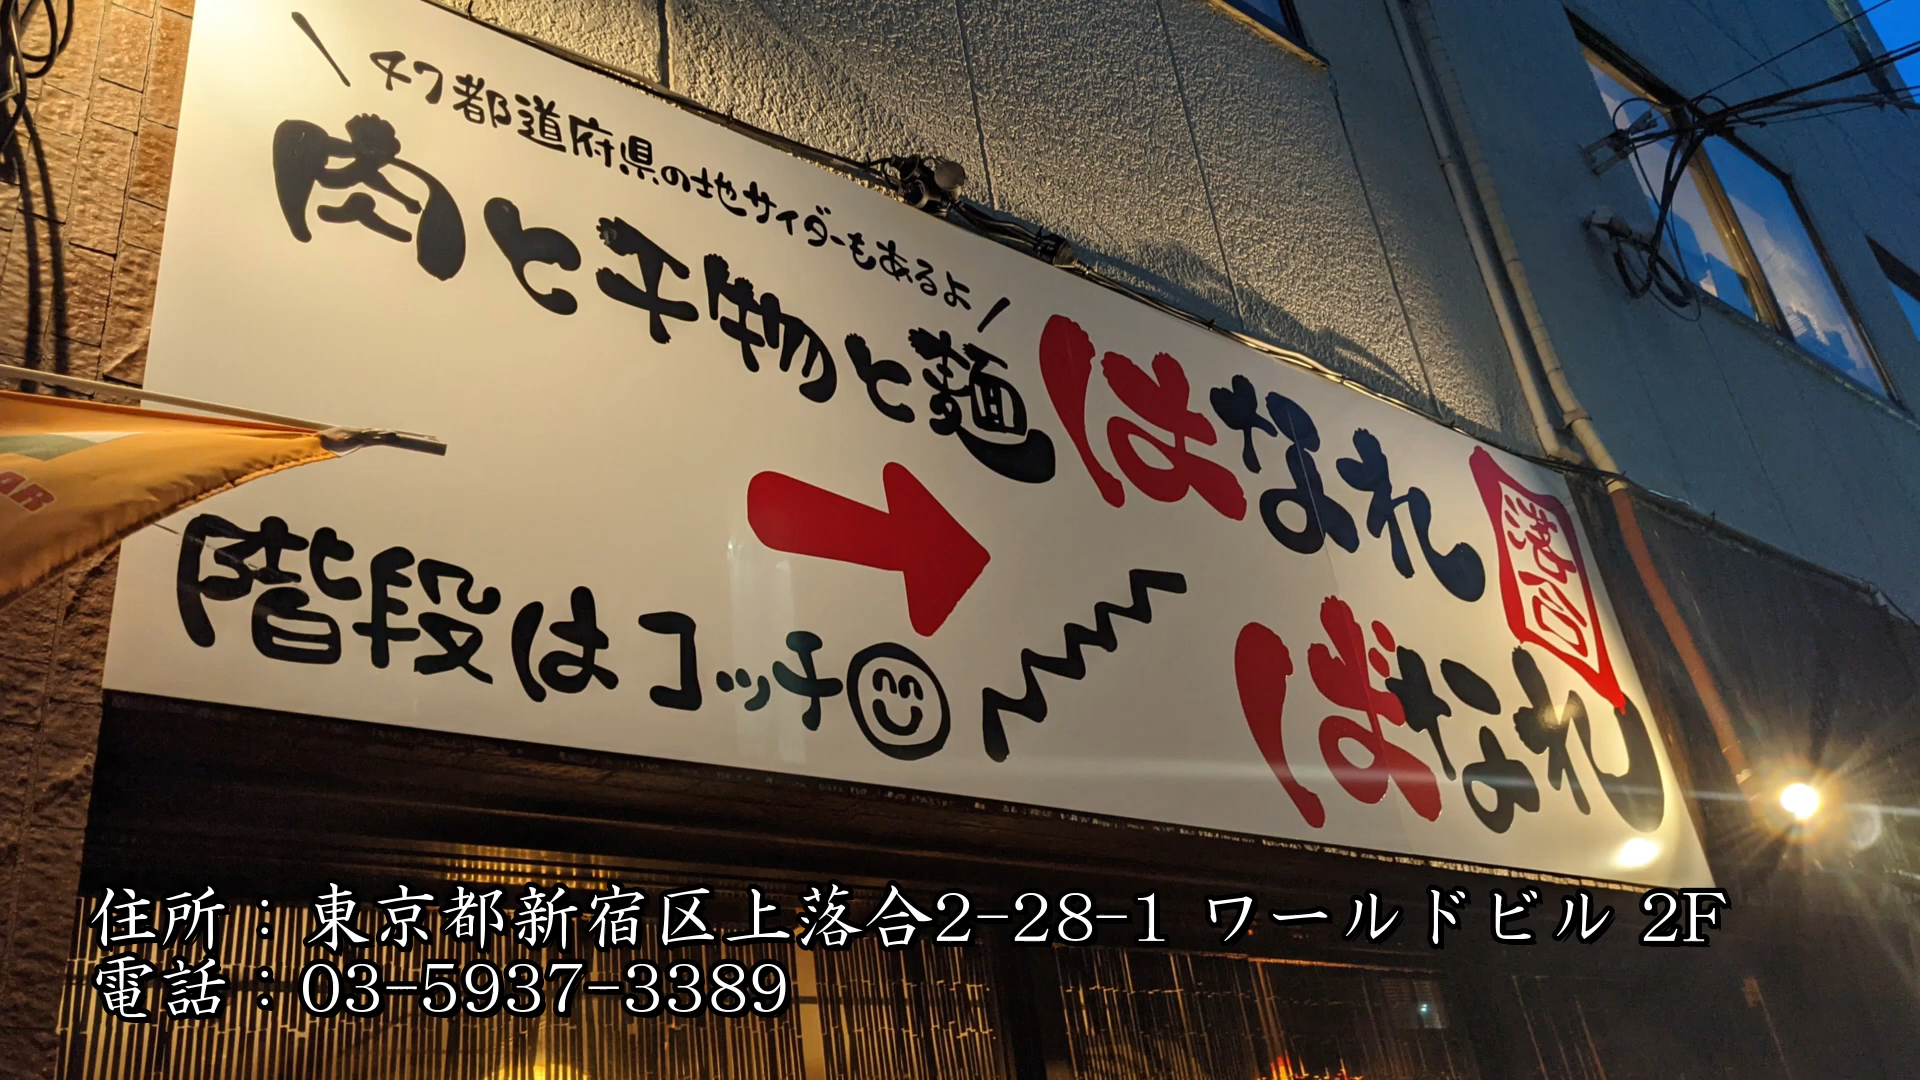 47都道府県の地サイダーもあるよ
肉と干物と麺
はなれ
ばなれ
落合
階段はコッチ
AR
住所：東京都新宿区上落合2-28-1 ワールドビル 2F
電話：03-5937-3389